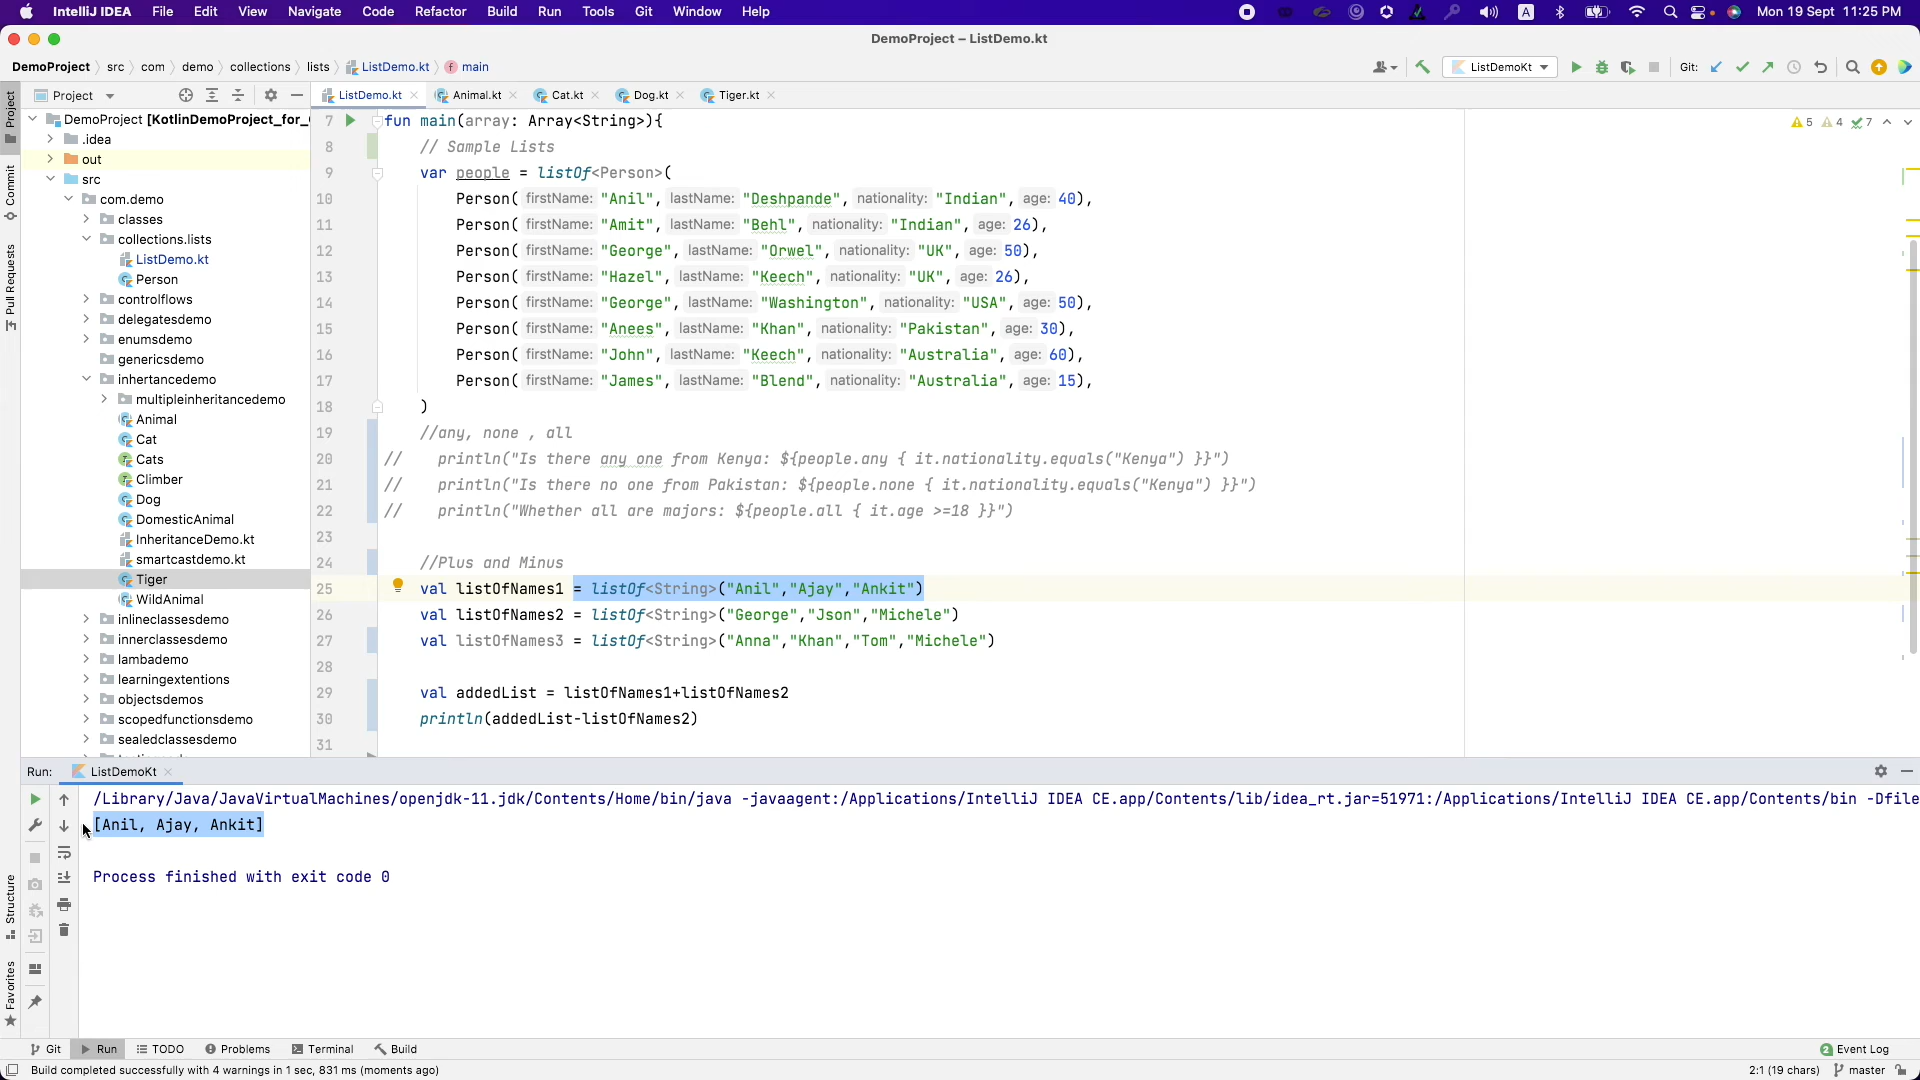 IntelliJ IDEA File Edit View Navigate Code Refactor Build Run Tools Git Window Help A Mon 19 Sept 11:25 PM
DemoProject – ListDemo.kt
DemoProject src com demo collections lists ListDemo.kt main ListDemoKt Git:
Project ListDemo.kt Animal.kt Cat.kt Dog.kt Tiger.kt
Project
Commit
Pull Requests
Structure
Favorites
DemoProject [KotlinDemoProject_for_
.idea
out
src
com.demo
classes
collections.lists
ListDemo.kt
Person
controlflows
delegatesdemo
enumsdemo
genericsdemo
inhertancedemo
multipleinheritancedemo
Animal
Cat
Cats
Climber
Dog
DomesticAnimal
InheritanceDemo.kt
smartcastdemo.kt
Tiger
WildAnimal
inlineclassesdemo
innerclassesdemo
lambademo
learningextentions
objectsdemos
scopedfunctionsdemo
sealedclassesdemo
5 4 7
7 fun main(array: Array<String>){
8 // Sample Lists
9 var people = listOf<Person>(
10 Person( firstName: "Anil", lastName: "Deshpande", nationality: "Indian", age: 40),
11 Person( firstName: "Amit", lastName: "Behl", nationality: "Indian", age: 26),
12 Person( firstName: "George", lastName: "Orwel", nationality: "UK", age: 50),
13 Person( firstName: "Hazel", lastName: "Keech", nationality: "UK", age: 26),
14 Person( firstName: "George", lastName: "Washington", nationality: "USA", age: 50),
15 Person( firstName: "Anees", lastName: "Khan", nationality: "Pakistan", age: 30),
16 Person( firstName: "John", lastName: "Keech", nationality: "Australia", age: 60),
17 Person( firstName: "James", lastName: "Blend", nationality: "Australia", age: 15),
18 )
19 //any, none , all
20 // println("Is there any one from Kenya: ${people.any { it.nationality.equals("Kenya") }}")
21 // println("Is there no one from Pakistan: ${people.none { it.nationality.equals("Kenya") }}")
22 // println("Whether all are majors: ${people.all { it.age >=18 }}")
23
24 //Plus and Minus
25 val listOfNames1 = listOf<String>("Anil","Ajay","Ankit")
26 val listOfNames2 = listOf<String>("George","Json","Michele")
27 val listOfNames3 = listOf<String>("Anna","Khan","Tom","Michele")
28
29 val addedList = listOfNames1+listOfNames2
30 println(addedList-listOfNames2)
31
Run: ListDemoKt
/Library/Java/JavaVirtualMachines/openjdk-11.jdk/Contents/Home/bin/java -javaagent:/Applications/IntelliJ IDEA CE.app/Contents/lib/idea_rt.jar=51971:/Applications/IntelliJ IDEA CE.app/Contents/bin -Dfile
[Anil, Ajay, Ankit]
Process finished with exit code 0
Git Run TODO Problems Terminal Build 2 Event Log
Build completed successfully with 4 warnings in 1 sec, 831 ms (moments ago) 2:1 (19 chars) master